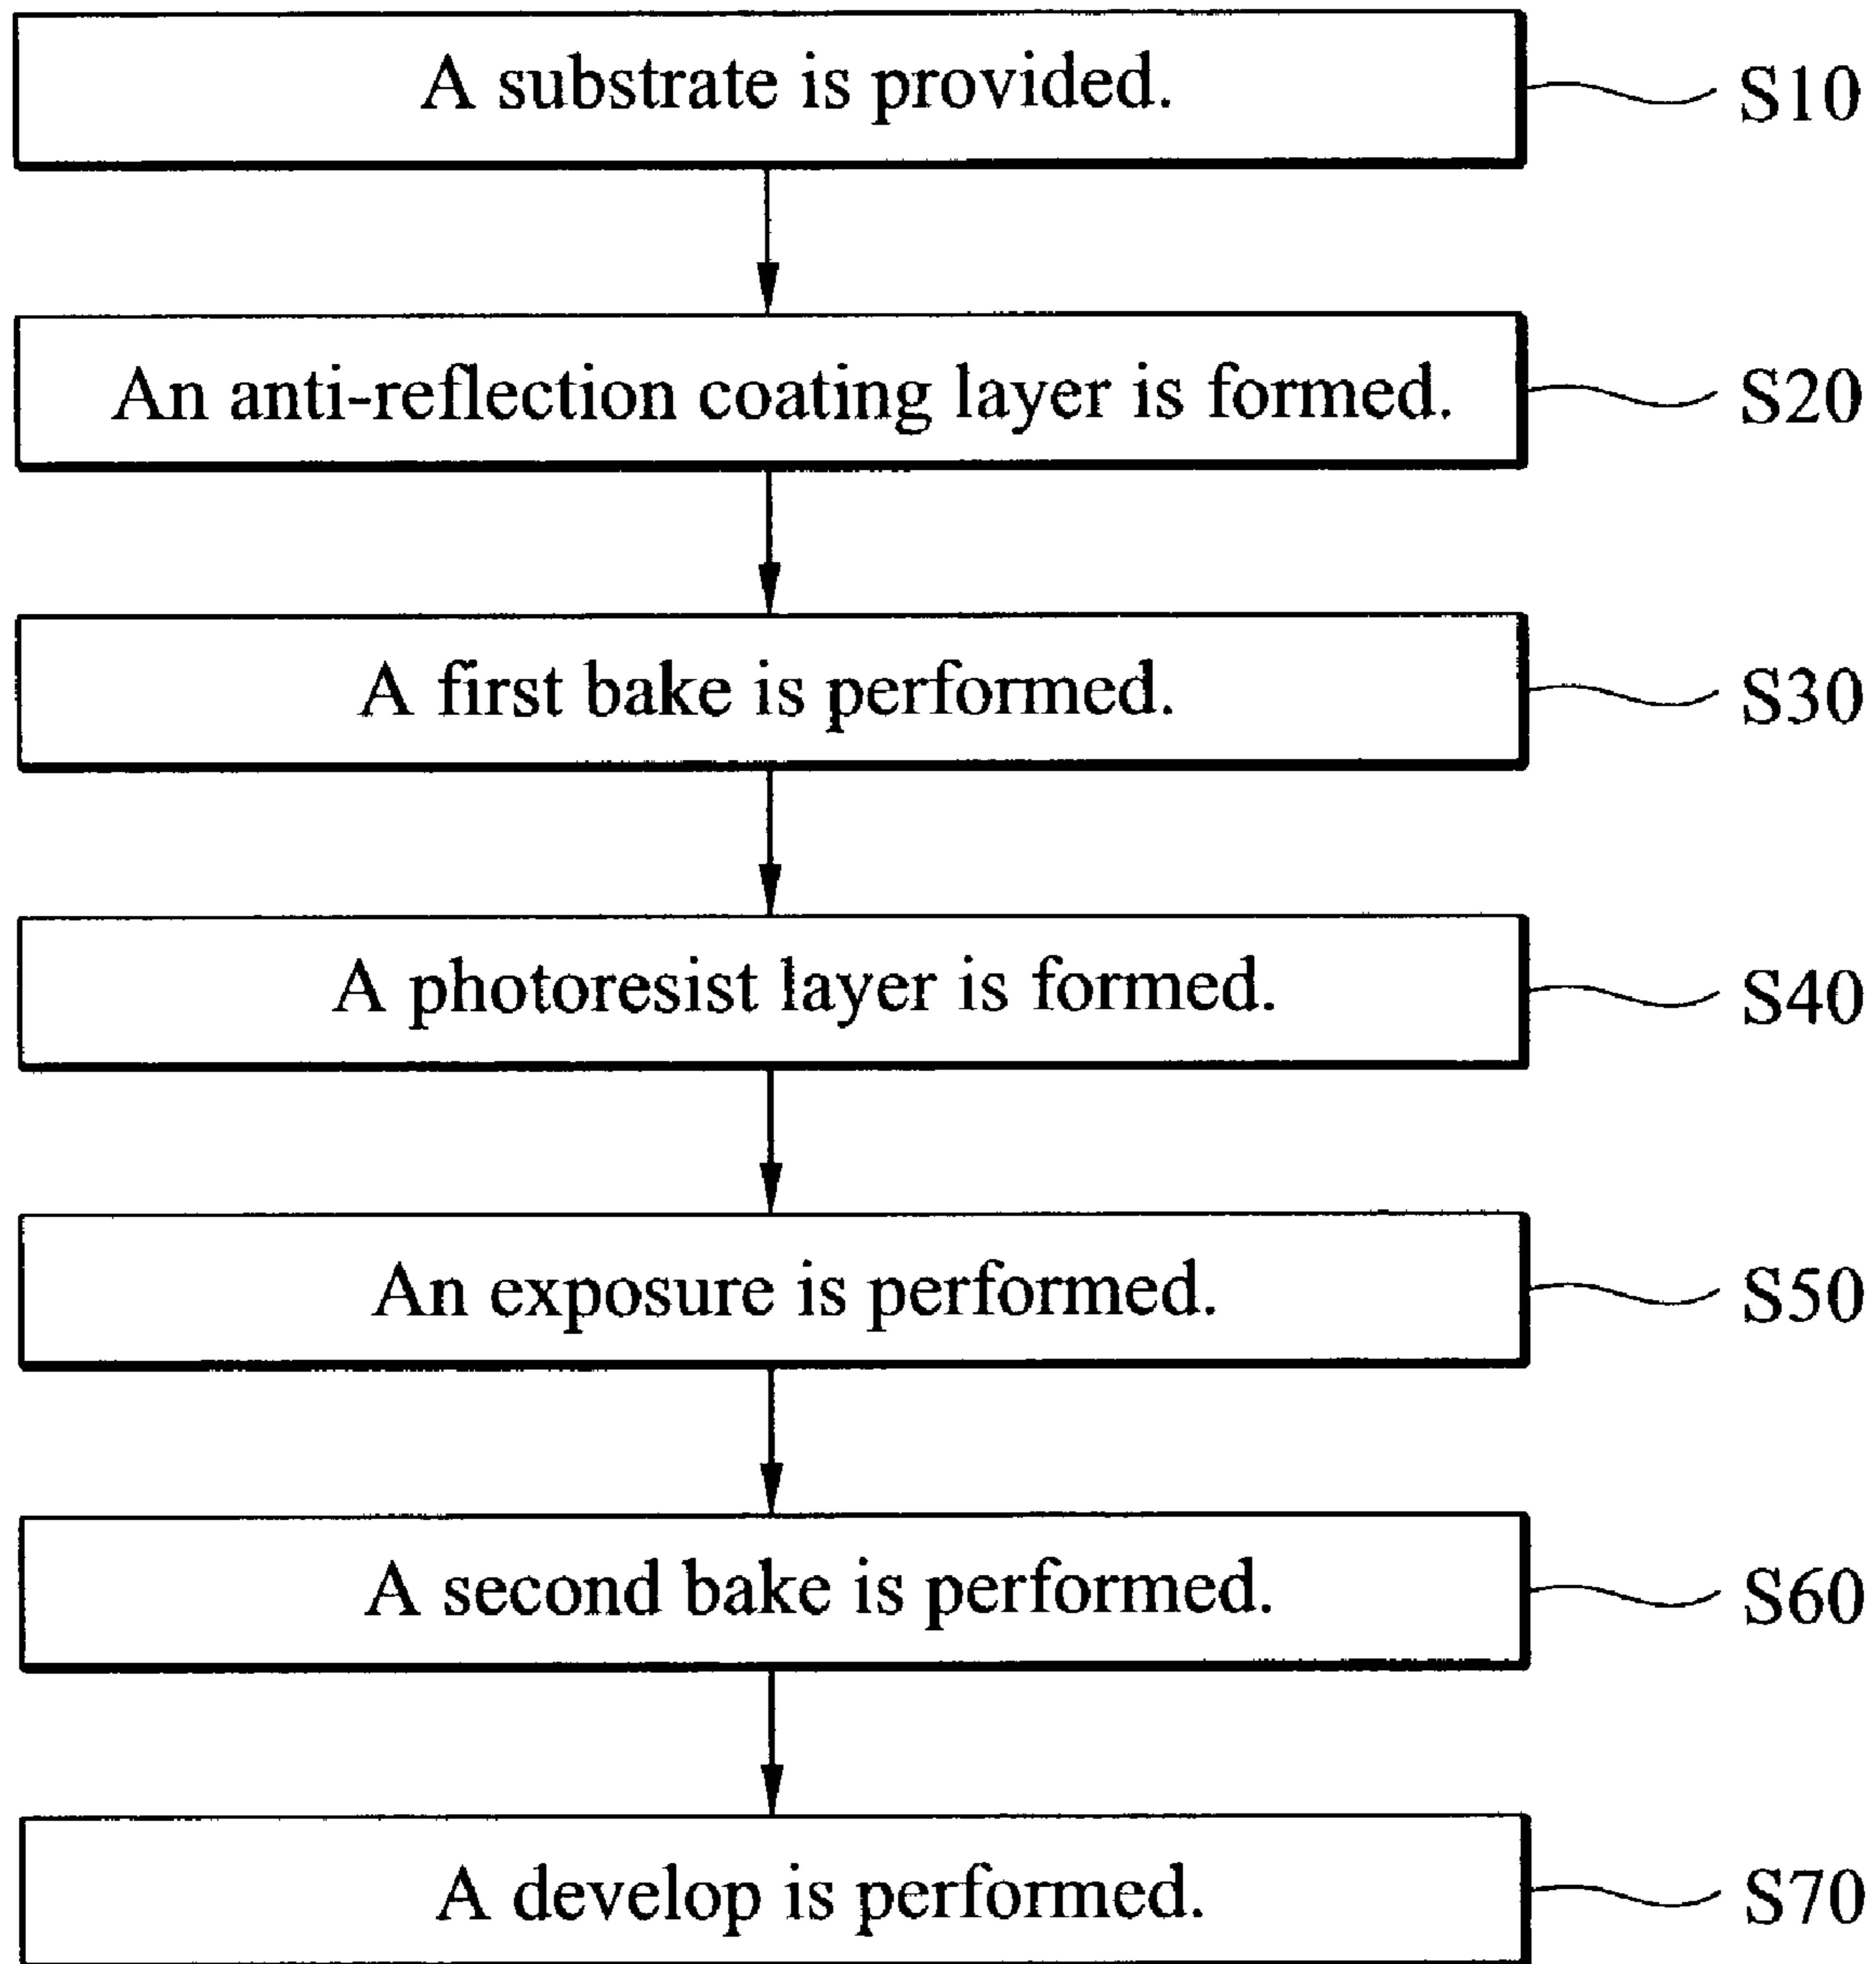 A substrate is provided. S10
An anti-reflection coating layer is formed. S20
A first bake is performed. S30
A photoresist layer is formed. S40
An exposure is performed. S50
A second bake is performed. S60
A develop is performed. S70